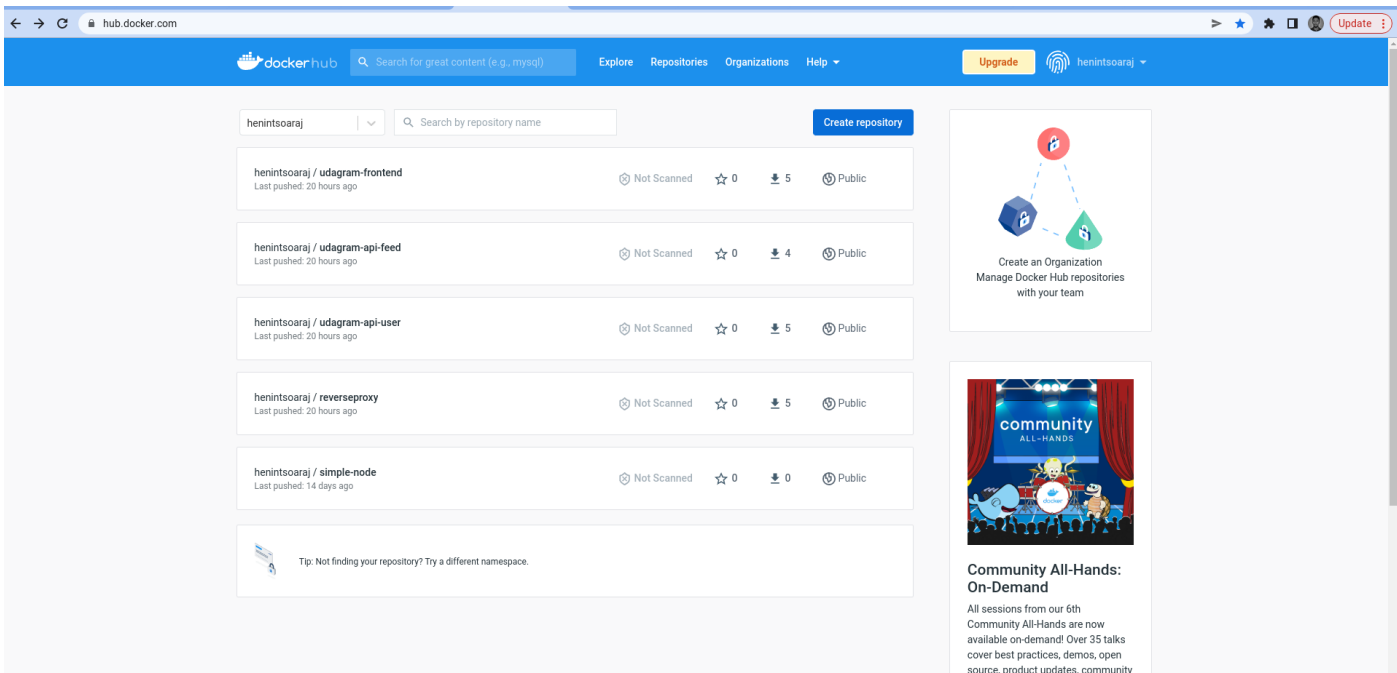 hub.docker.com
Update
dockerhub
Search for great content (e.g., mysql)
Explore
Repositories
Organizations
Help
Upgrade
henintsoaraj
henintsoaraj
Search by repository name
Create repository
henintsoaraj / udagram-frontend
Last pushed: 20 hours ago
Not Scanned
0
5
Public
henintsoaraj / udagram-api-feed
Last pushed: 20 hours ago
Not Scanned
0
4
Public
henintsoaraj / udagram-api-user
Last pushed: 20 hours ago
Not Scanned
0
5
Public
henintsoaraj / reverseproxy
Last pushed: 20 hours ago
Not Scanned
0
5
Public
henintsoaraj / simple-node
Last pushed: 14 days ago
Not Scanned
0
0
Public
Tip: Not finding your repository? Try a different namespace.
Create an Organization
Manage Docker Hub repositories
with your team
community
ALL-HANDS
docker
Community All-Hands:
On-Demand
All sessions from our 6th
Community All-Hands are now
available on-demand! Over 35 talks
cover best practices, demos, open
source, product updates, community